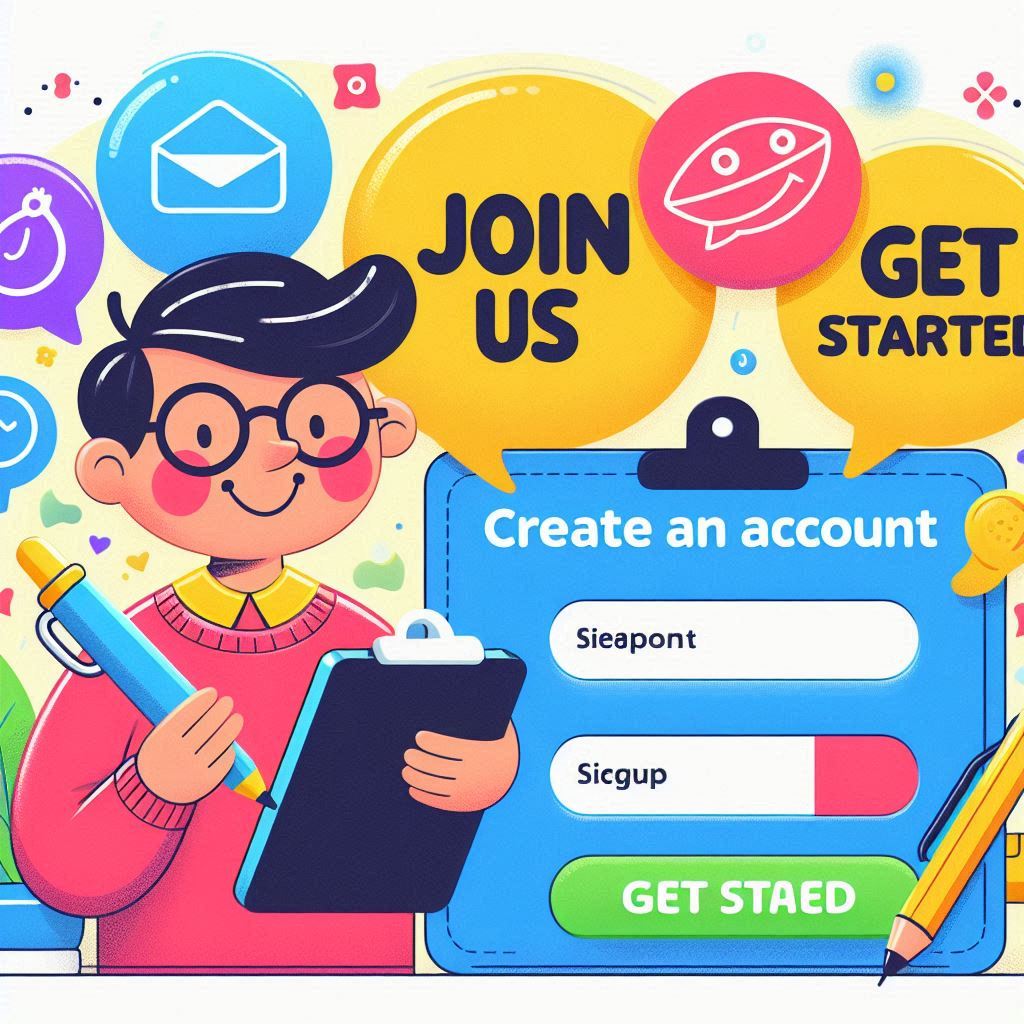 JOIN
US
GET
STARTED
Create an account
Sieapont
Sicgup
GET STAED